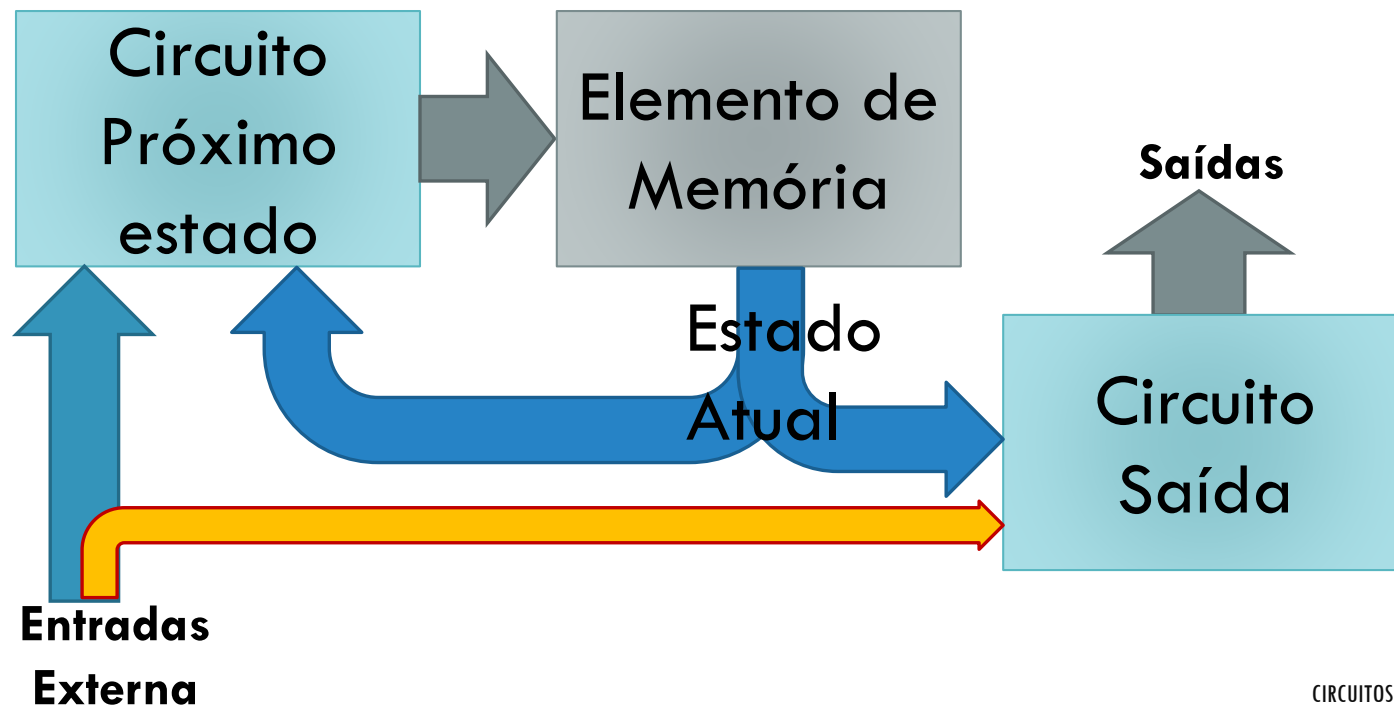 Circuito
Próximo
estado
Elemento de
Memória
Saídas
Estado
Atual
Circuito
Saída
Entradas
Externa
CIRCUITOS